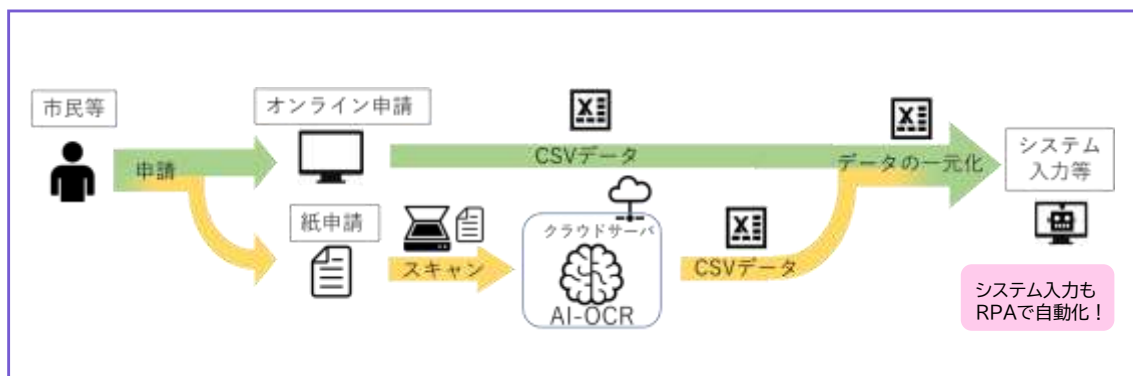 市民等
オンライン申請
申請
CSVデータ
データの一元化
システム
入力等
紙申請
スキャン
クラウドサーバ
AI-OCR
CSVデータ
システム入力も
RPAで自動化！